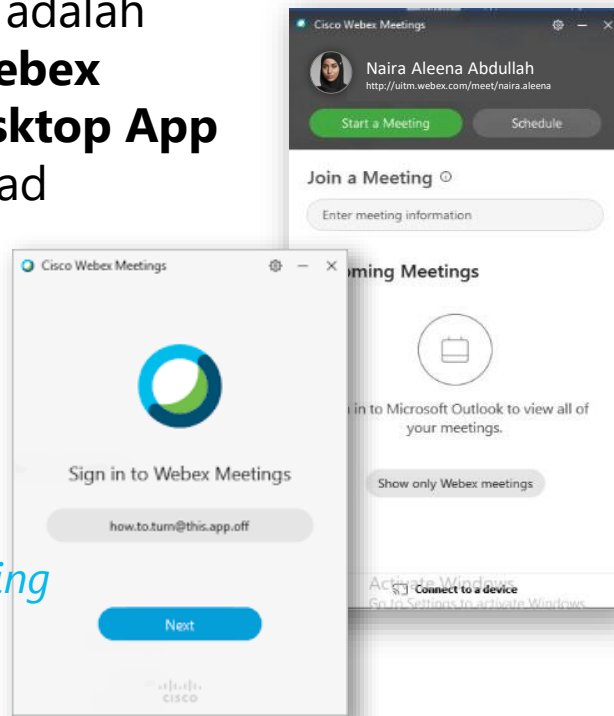 adalah
ebex
sktop App
ad
ing
Cisco Webex Meetings
Naira Aleena Abdullah
http://uitm.webex.com/meet/naira.aleena
Start a Meeting
Schedule
Join a Meeting
Enter meeting information
ming Meetings
in to Microsoft Outlook to view all of
your meetings.
Show only Webex meetings
Activate Windows
Connect to a device
Go to Settings to activate Windows.
Cisco Webex Meetings
Sign in to Webex Meetings
how.to.turn@this.app.off
Next
CISCO